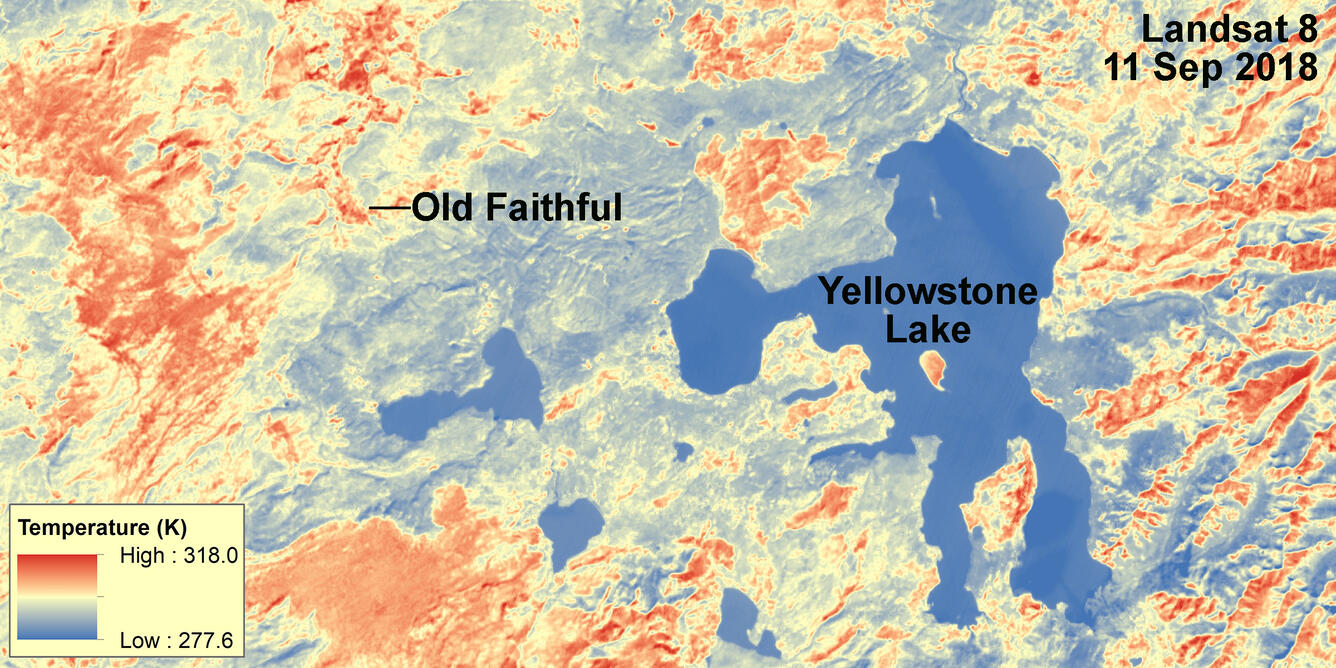 Landsat 8
11 Sep 2018
Old Faithful
Yellowstone
Lake
Temperature (K)
High : 318.0
Low : 277.6